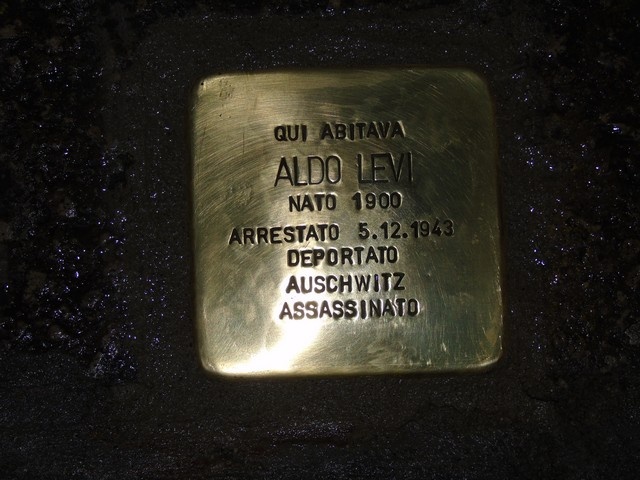 QUI ABITAVA
ALDO LEVI
NATO 1900
ARRESTATO 5.12.1943
DEPORTATO
AUSCHWITZ
ASSASSINATO